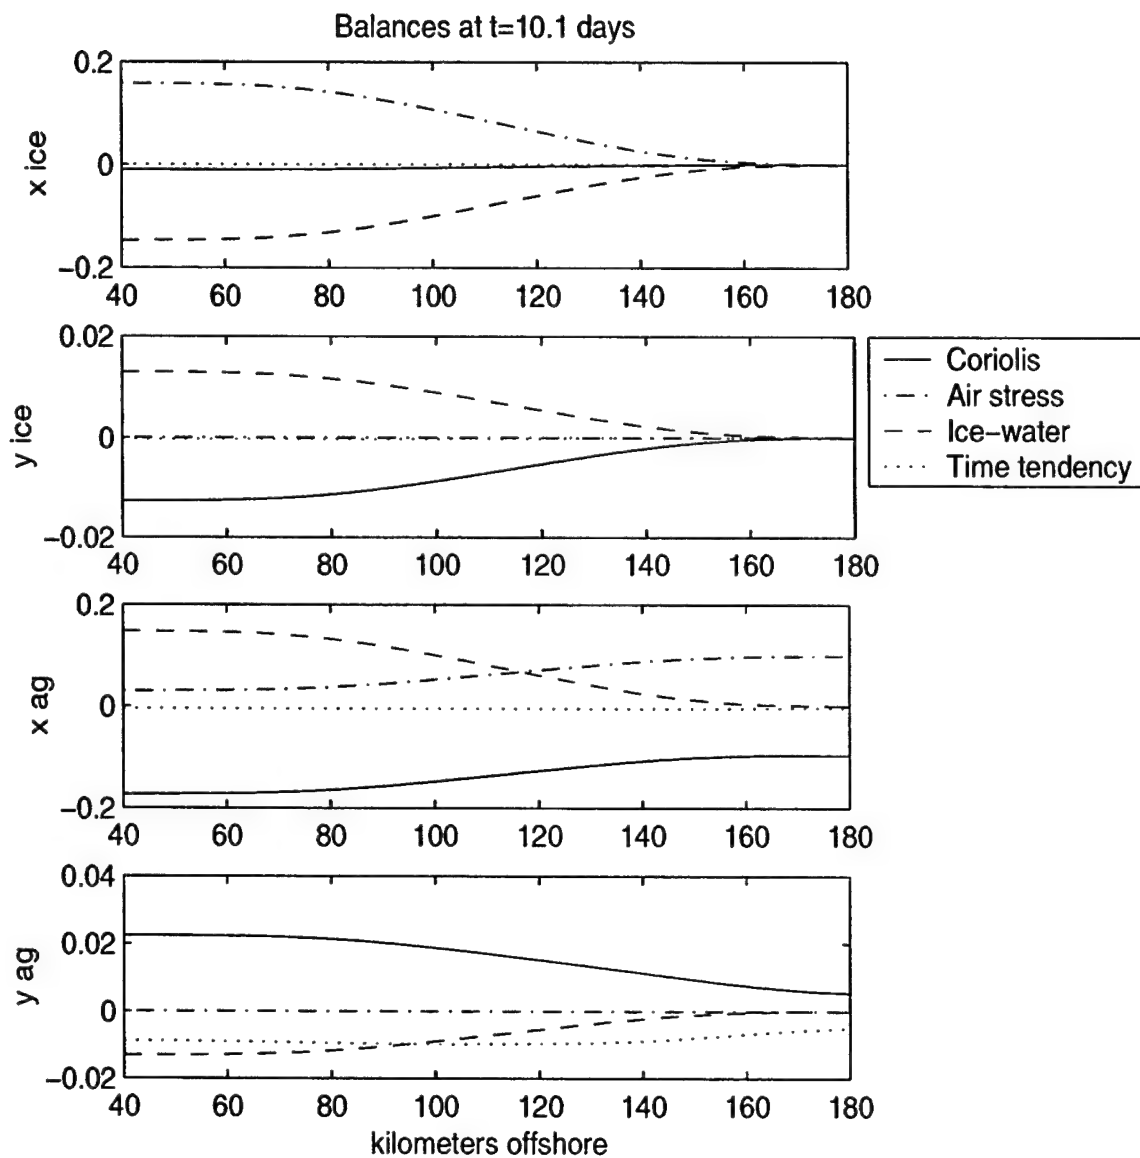 Balances at t=10.1 days
0.2
0
−0.2
x ice
40 60 80 100 120 140 160 180
0.02
0
−0.02
y ice
40 60 80 100 120 140 160 180
Coriolis
Air stress
Ice−water
Time tendency
0.2
0
−0.2
x ag
40 60 80 100 120 140 160 180
0.04
0.02
0
−0.02
y ag
40 60 80 100 120 140 160 180
kilometers offshore